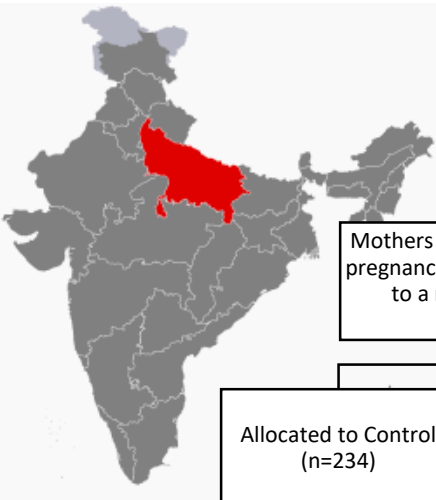 Mothers
pregnanc
to a
Allocated to Control
(n=234)